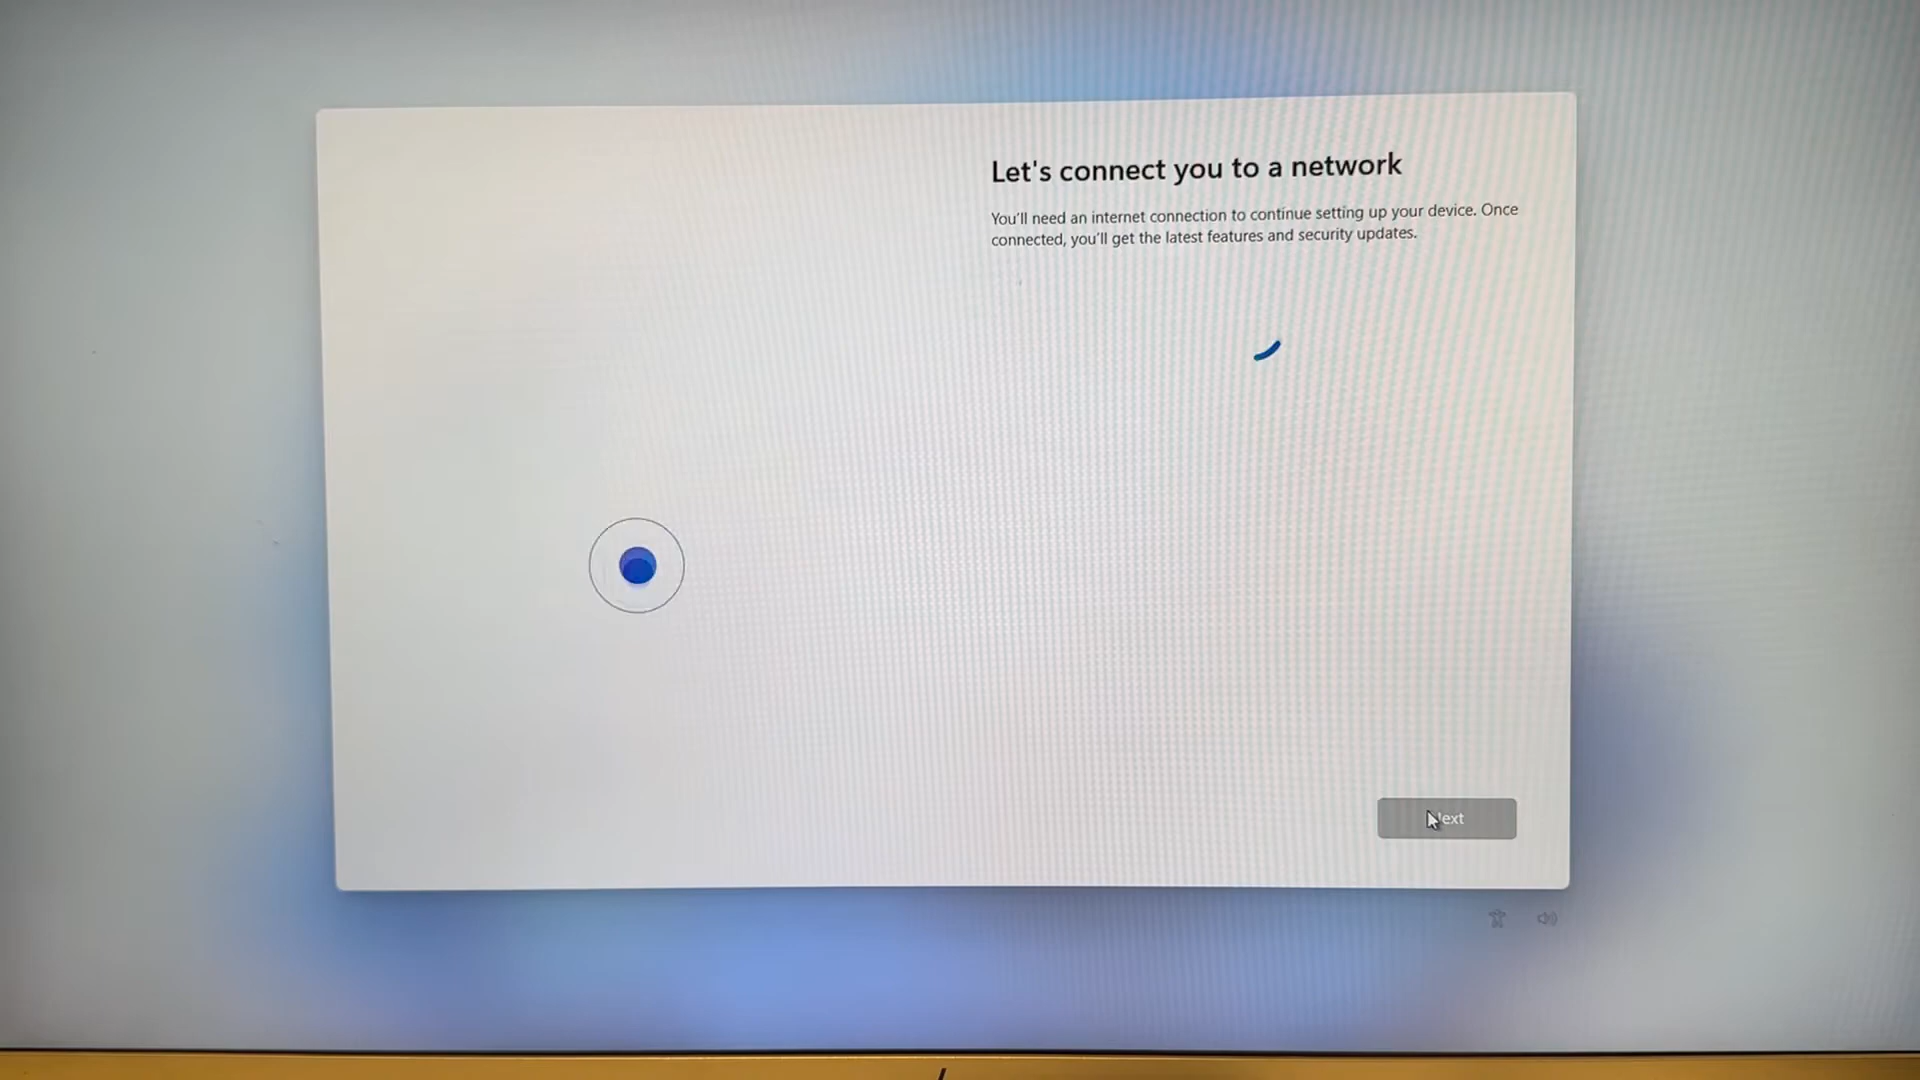 Let's connect you to a network
You'll need an internet connection to continue setting up your device. Once
connected, you'll get the latest features and security updates.
Next